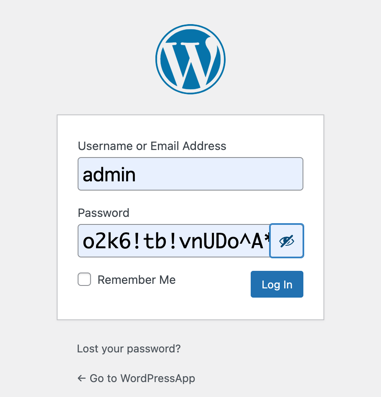 Username or Email Address
admin
Password
o2k6!tb!vnUDo^A*
Remember Me
Log In
Lost your password?
← Go to WordPressApp